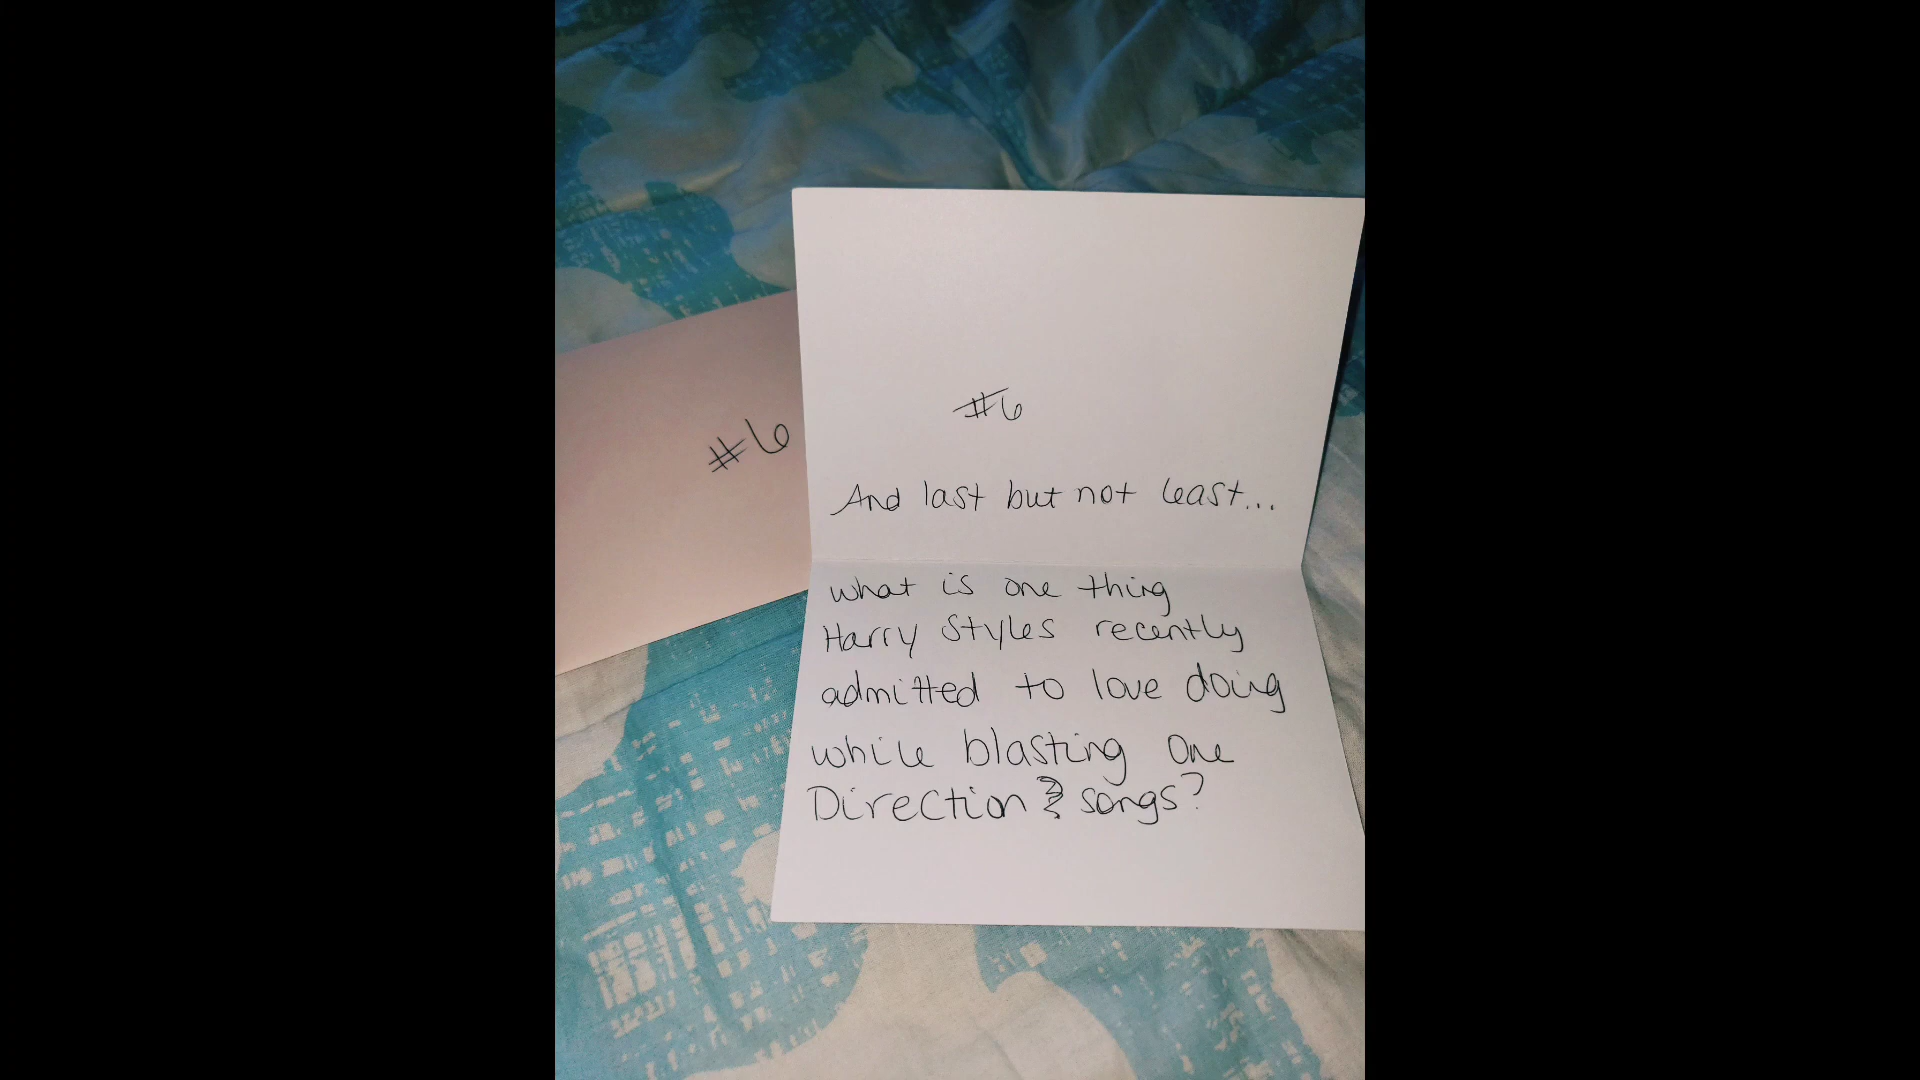 #6
#6
And last but not least...
what is one thing
Harry Styles recently
admitted to love doing
while blasting One
Direction songs?